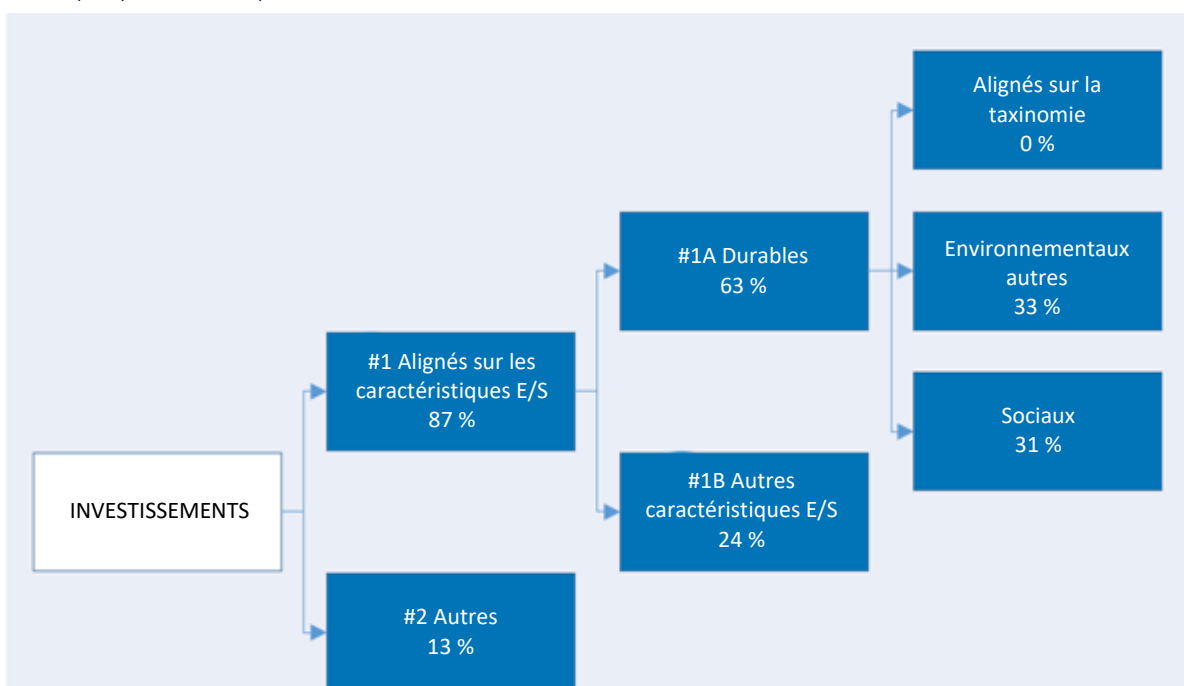 Alignés sur la
taxinomie
0 %
#1A Durables
63 %
Environnementaux
autres
33 %
#1 Alignés sur les
caractéristiques E/S
87 %
Sociaux
31 %
INVESTISSEMENTS
#1B Autres
caractéristiques E/S
24 %
#2 Autres
13 %